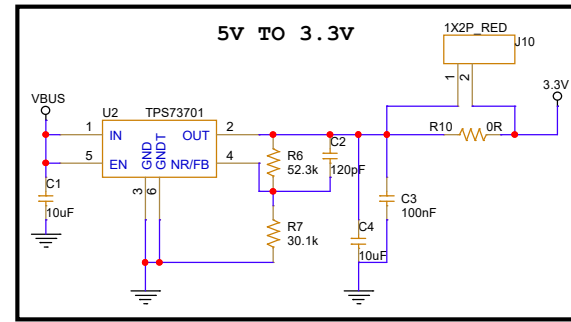 5V TO 3.3V
1X2P_RED
J10
1
2
3.3V
VBUS
U2
TPS73701
1
IN
OUT
2
R10
0R
5
EN
GND
GNDT
NR/FB
4
R6
52.3k
C2
120pF
C1
10uF
3
6
C3
100nF
R7
30.1k
C4
10uF